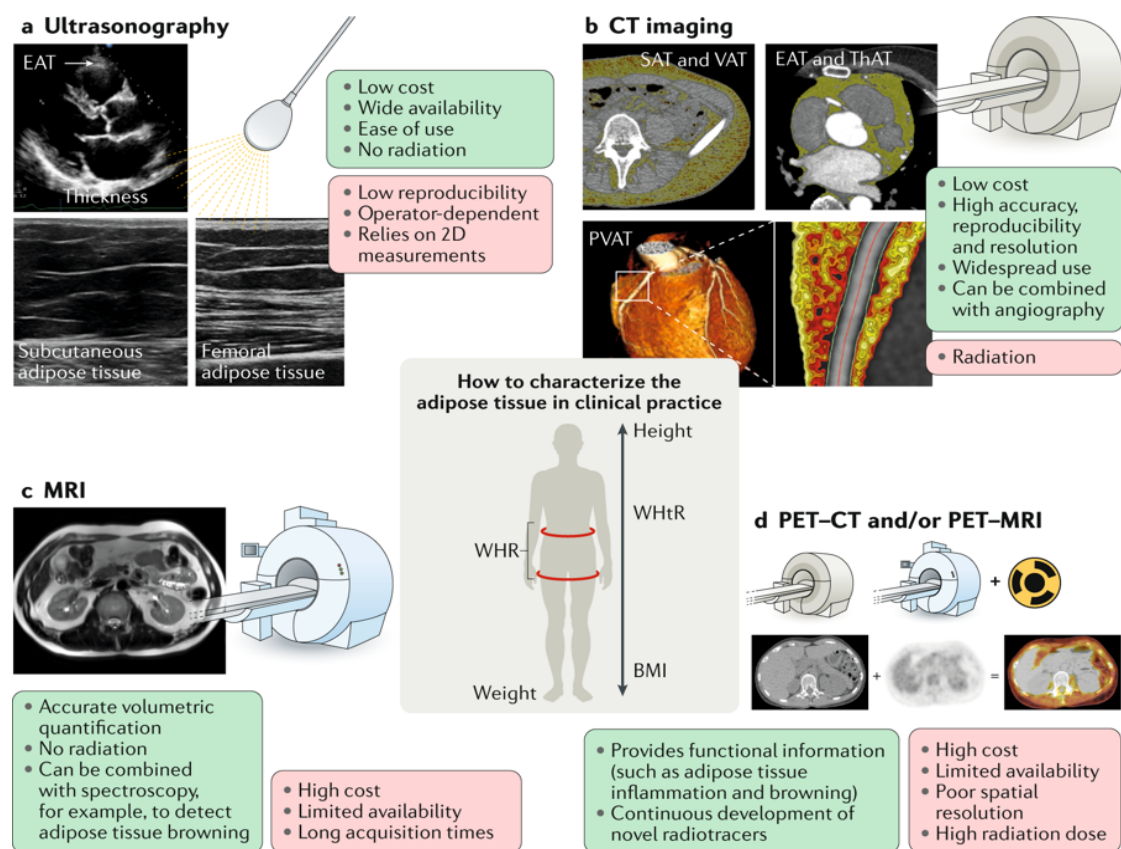 a Ultrasonography
EAT
Thickness
Subcutaneous
adipose tissue
Femoral
adipose tissue
• Low cost
• Wide availability
• Ease of use
• No radiation
• Low reproducibility
• Operator-dependent
• Relies on 2D
measurements
b CT imaging
SAT and VAT
EAT and ThAT
PVAT
• Low cost
• High accuracy,
reproducibility
and resolution
• Widespread use
• Can be combined
with angiography
• Radiation
How to characterize the
adipose tissue in clinical practice
Height
WHtR
WHR
BMI
Weight
c MRI
• Accurate volumetric
quantification
• No radiation
• Can be combined
with spectroscopy,
for example, to detect
adipose tissue browning
• High cost
• Limited availability
• Long acquisition times
d PET–CT and/or PET–MRI
+
+
=
• Provides functional information
(such as adipose tissue
inflammation and browning)
• Continuous development of
novel radiotracers
• High cost
• Limited availability
• Poor spatial
resolution
• High radiation dose